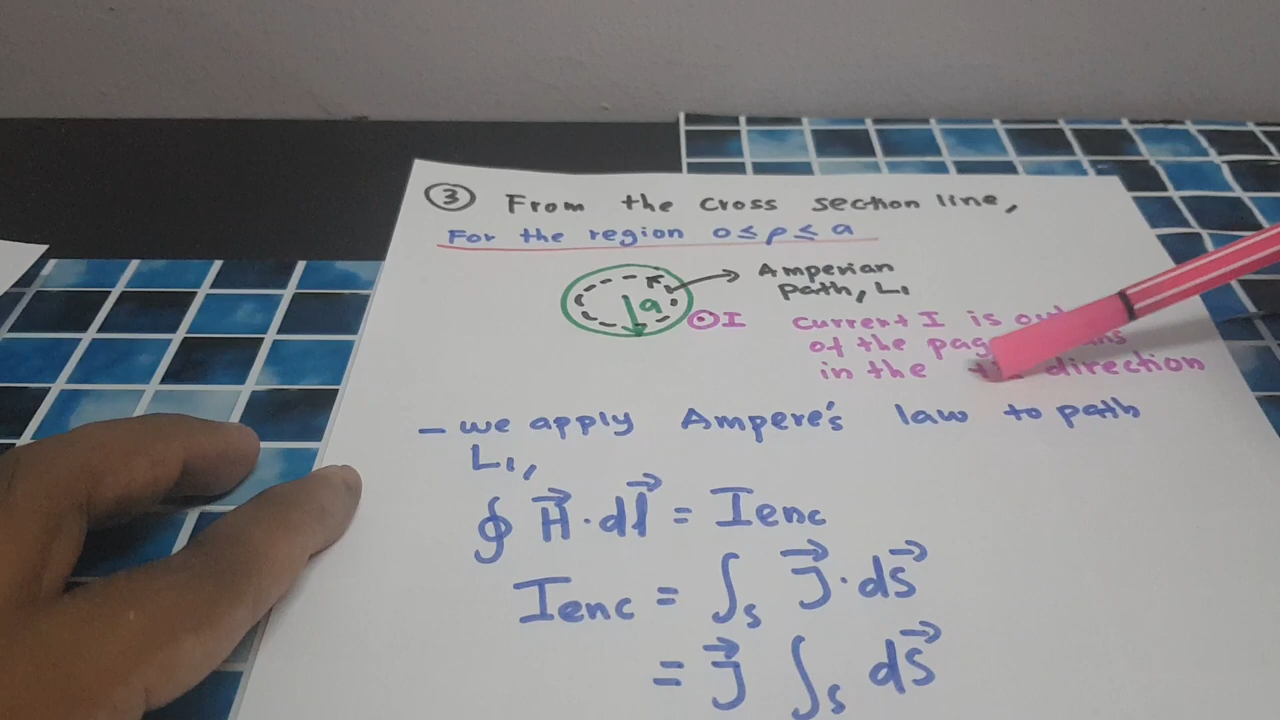 ③ From the cross section line,
For the region 0 ≤ ρ ≤ a
Amperian
path, L₁
a
⊙I
current I is
of the
in the direction
- we apply Ampere's law to path
L₁,
∮ H⃗ · dl⃗ = Ienc
Ienc = ∫s J⃗ · ds⃗
= J⃗ ∫s ds⃗